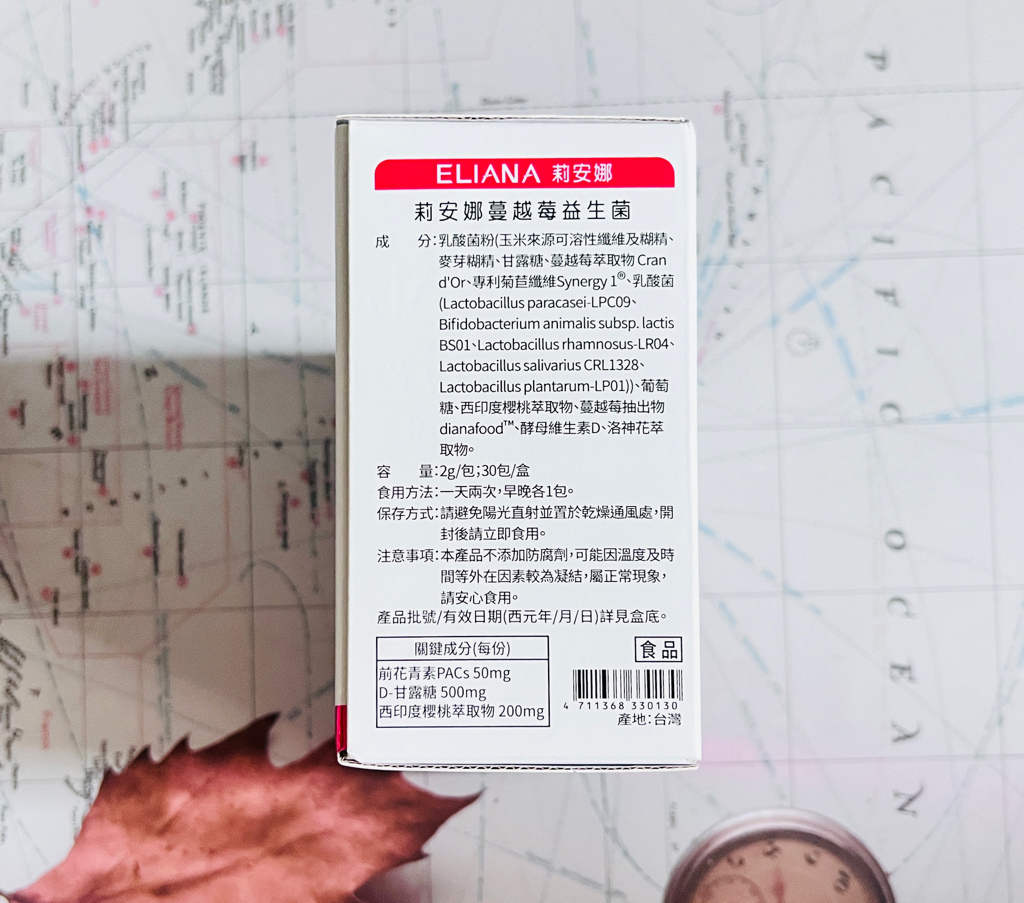 ELIANA 莉安娜
莉安娜蔓越莓益生菌
成 分:乳酸菌粉(玉米來源可溶性纖維及糊精、
麥芽糊精、甘露糖、蔓越莓萃取物 Cran
d'Or、專利菊苣纖維Synergy 1®、乳酸菌
(Lactobacillus paracasei-LPC09、
Bifidobacterium animalis subsp. lactis
BS01、Lactobacillus rhamnosus-LR04、
Lactobacillus salivarius CRL1328、
Lactobacillus plantarum-LP01))、葡萄
糖、西印度櫻桃萃取物、蔓越莓抽出物
dianafood™、酵母維生素D、洛神花萃
取物。
容 量:2g/包;30包/盒
食用方法:一天兩次,早晚各1包。
保存方式:請避免陽光直射並置於乾燥通風處,開
封後請立即食用。
注意事項:本產品不添加防腐劑,可能因溫度及時
間等外在因素較為凝結,屬正常現象,
請安心食用。
產品批號/有效日期(西元年/月/日)詳見盒底。
關鍵成分(每份)
前花青素PACs 50mg
D-甘露糖 500mg
西印度櫻桃萃取物 200mg
食品
4 711368 330130
產地:台灣
PACIFIC OCEAN